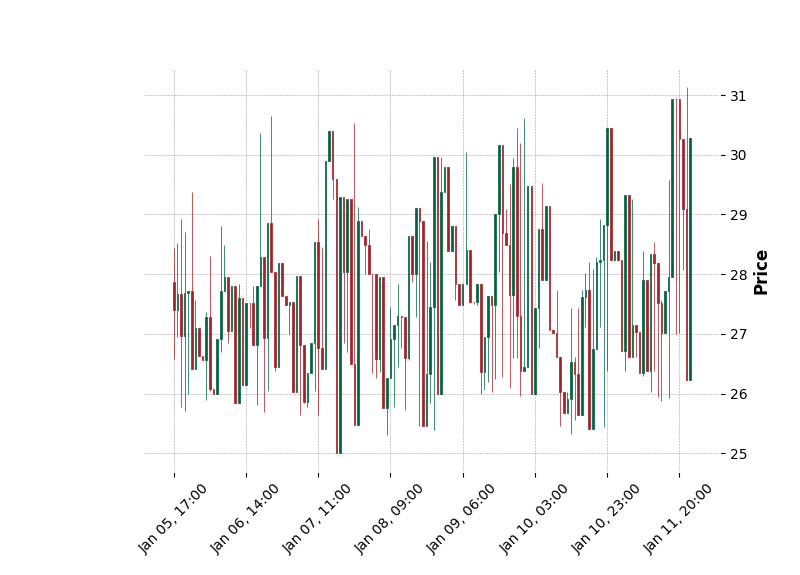 31
30
29
28
27
26
25
Price
Jan 05, 17:00
Jan 06, 14:00
Jan 07, 11:00
Jan 08, 09:00
Jan 09, 06:00
Jan 10, 03:00
Jan 10, 23:00
Jan 11, 20:00